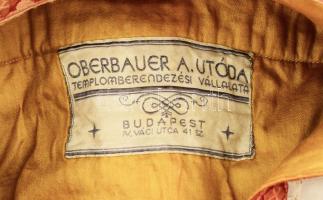 OBERBAUER A. UTÓDA
TEMPLOMBERENDEZÉSI VÁLLALATA
BUDAPEST
IV. VÁCI UTCA 41 SZ.